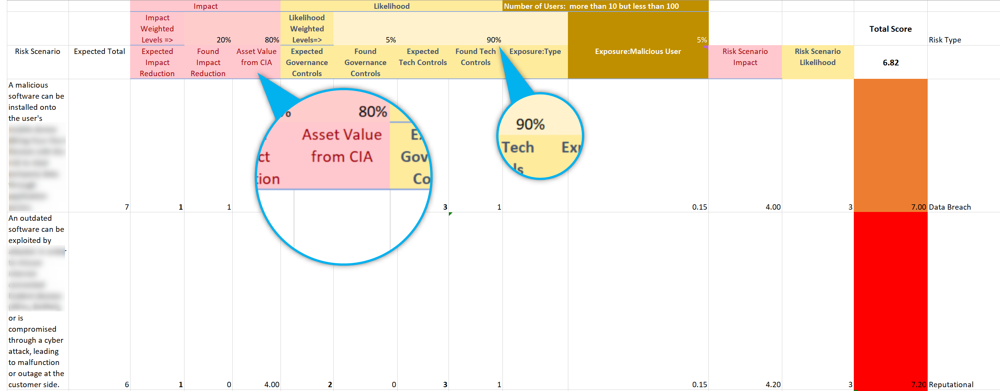 Impact
Likelihood
Number of Users: more than 10 but less than 100
Impact
Weighted
Levels =>
20%
80%
Likelihood
Weighted
Levels=>
5%
90%
5%
Total Score
Risk Type
Risk Scenario
Expected Total
Expected
Impact
Reduction
Found
Impact
Reduction
Asset Value
from CIA
Expected
Governance
Controls
Found
Governance
Controls
Expected
Tech Controls
Found Tech
Controls
Exposure:Type
Exposure:Malicious User
Risk Scenario
Impact
Risk Scenario
Likelihood
6.82
%
80%
Asset Value
from CIA
ct
tion
Gov
Co
90%
Tech
ls
A malicious
software can be
installed onto
the user's
7
1
1
3
1
0.15
4.00
3
7.00
Data Breach
An outdated
software can be
exploited by
or is
compromised
through a cyber
attack, leading
to malfunction
or outage at the
customer side.
6
1
0
4.00
2
0
3
1
0.15
4.20
3
7.20
Reputational